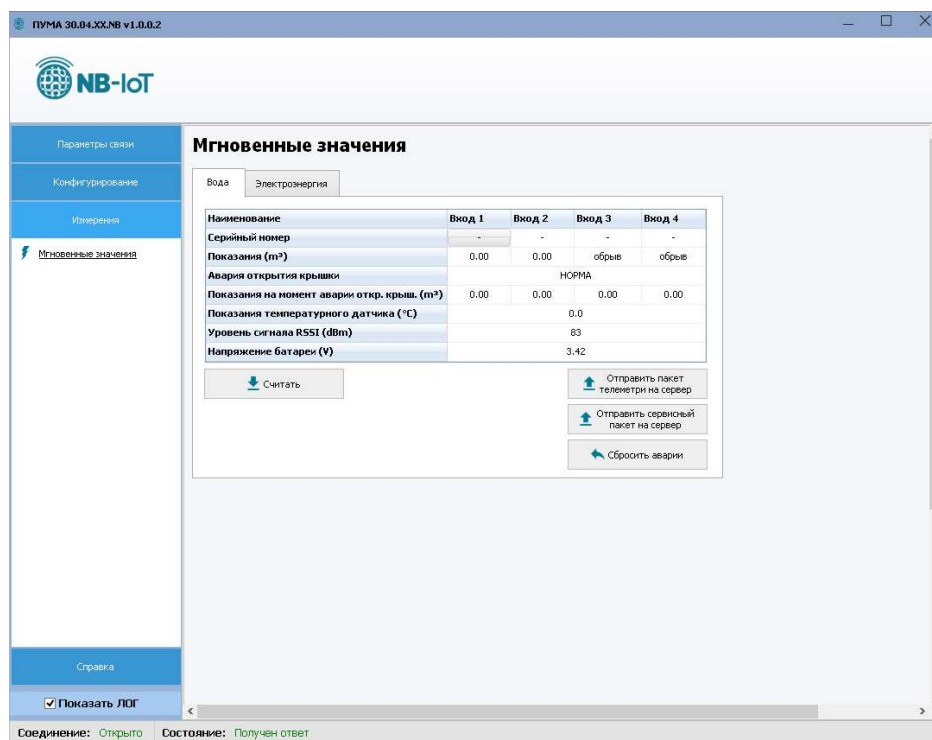 ПУМА 30.04.XX.NB v1.0.0.2
NB-IoT
Параметры связи
Конфигурирование
Измерения
Мгновенные значения
Мгновенные значения
Вода Электроэнергия
Наименование Вход 1 Вход 2 Вход 3 Вход 4
Серийный номер - - - -
Показания (m³) 0.00 0.00 обрыв обрыв
Авария открытия крышки НОРМА
Показания на момент аварии откр. крыш. (m³) 0.00 0.00 0.00 0.00
Показания температурного датчика (°C) 0.0
Уровень сигнала RSSI (dBm) 83
Напряжение батареи (V) 3.42
Считать
Отправить пакет
телеметри на сервер
Отправить сервисный
пакет на сервер
Сбросить аварии
Справка
Показать ЛОГ
Соединение: Открыто Состояние: Получен ответ